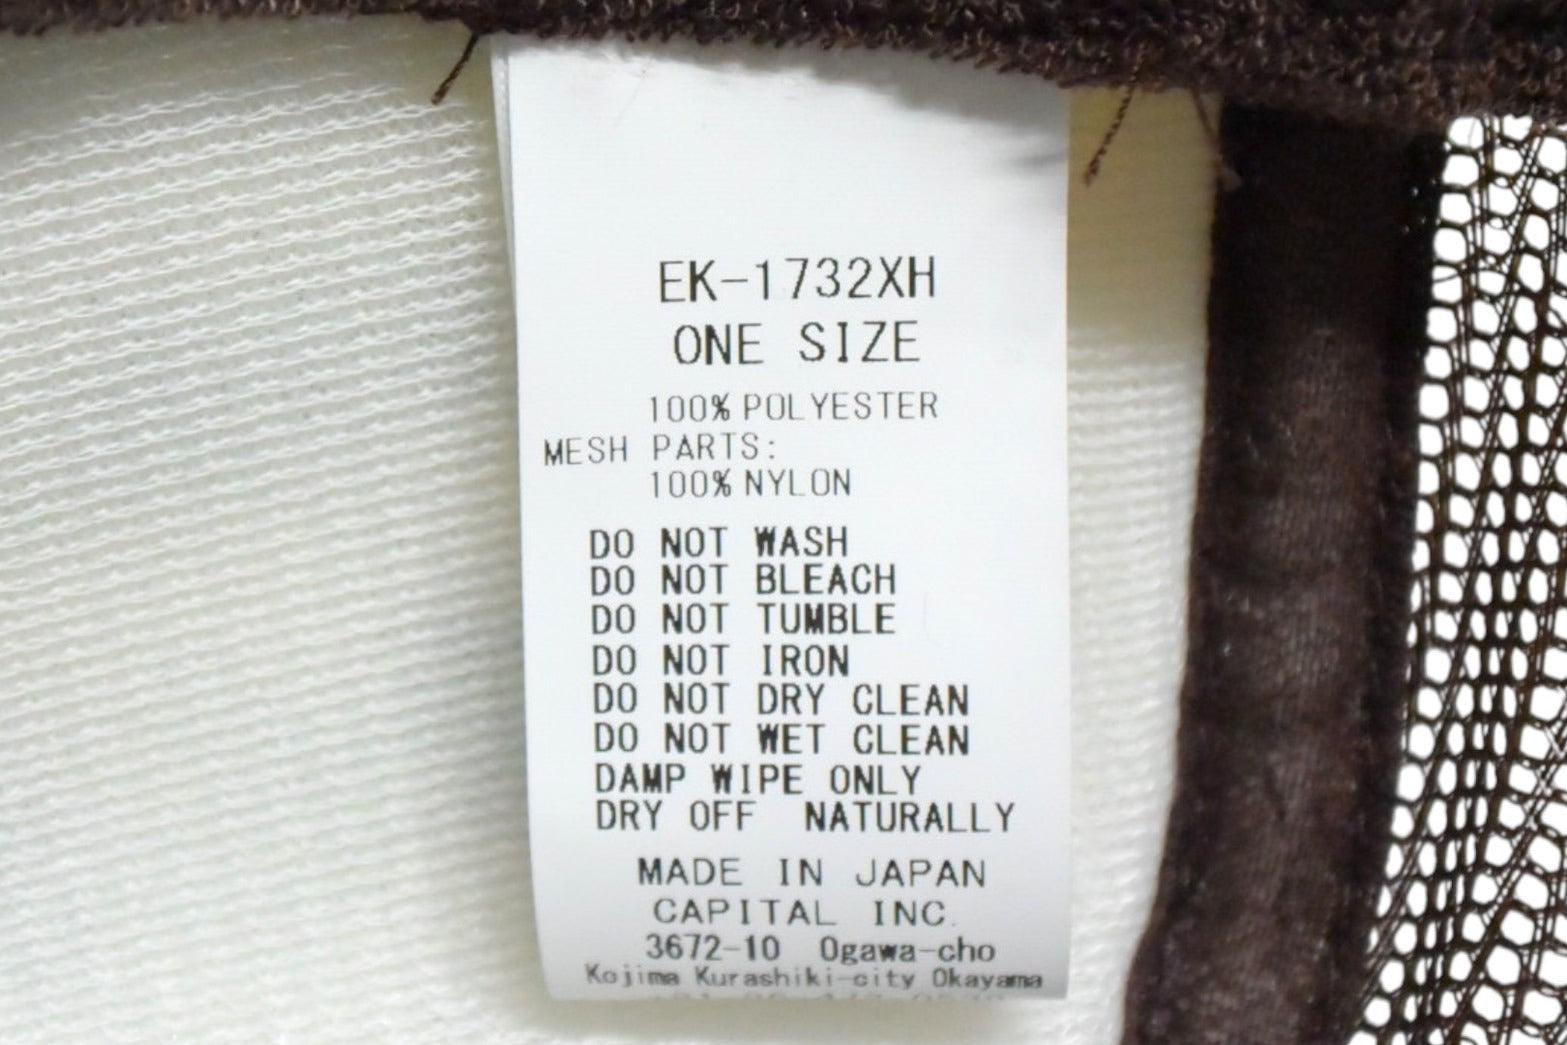 EK-1732XH
ONE SIZE
100% POLYESTER
MESH PARTS:
100% NYLON
DO NOT WASH
DO NOT BLEACH
DO NOT TUMBLE
DO NOT IRON
DO NOT DRY CLEAN
DO NOT WET CLEAN
DAMP WIPE ONLY
DRY OFF NATURALLY
MADE IN JAPAN
CAPITAL INC.
3672-10 Ogawa-cho
Kojima Kurashiki-city Okayama